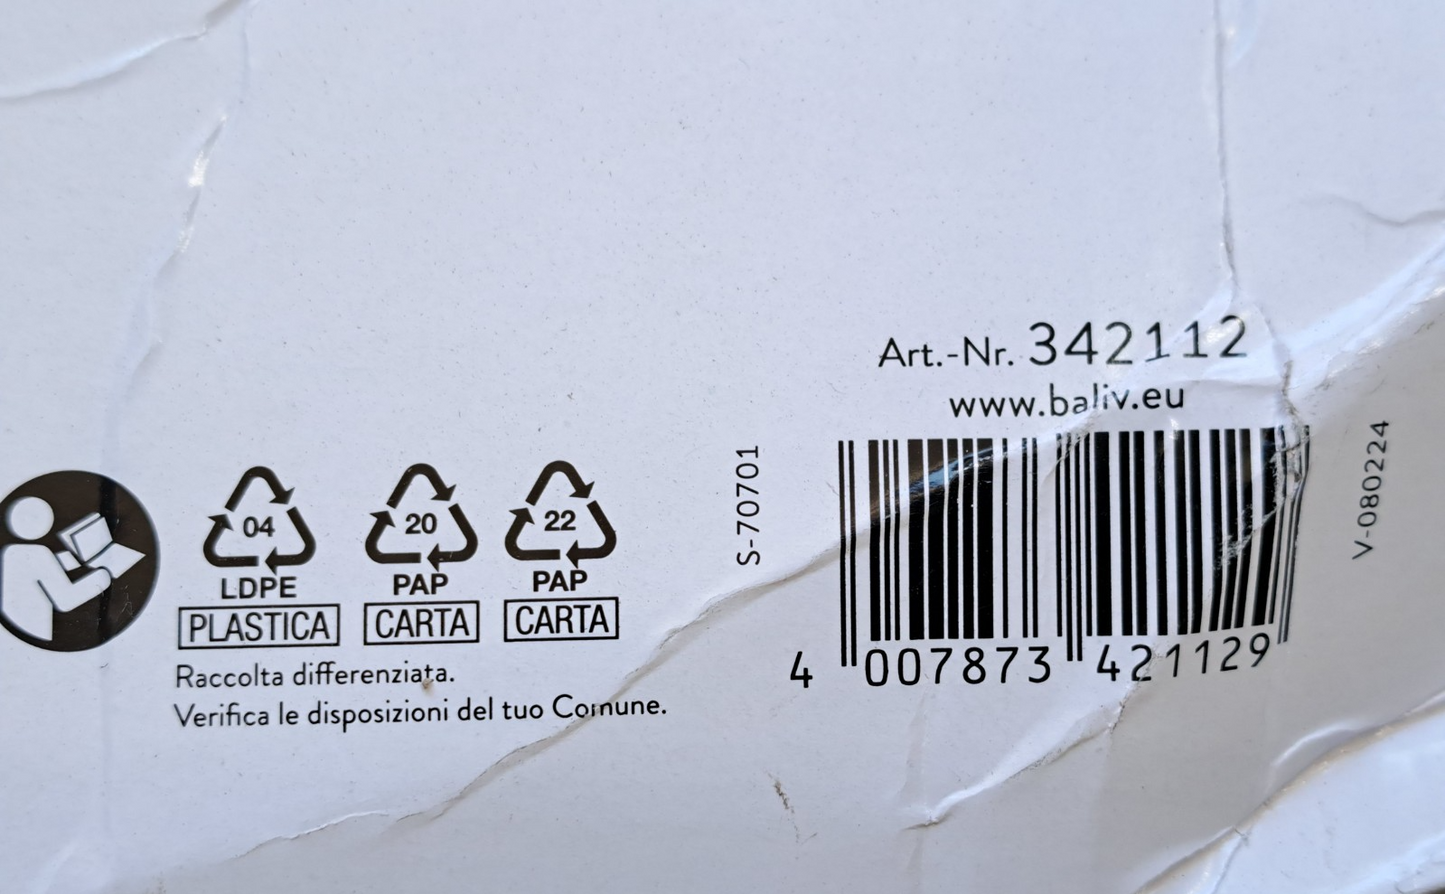 Art.-Nr. 342112
www.baliv.eu
S-70701
V-080224
4 007873 421129
04 20 22
LDPE PAP PAP
PLASTICA CARTA CARTA
Raccolta differenziata.
Verifica le disposizioni del tuo Comune.